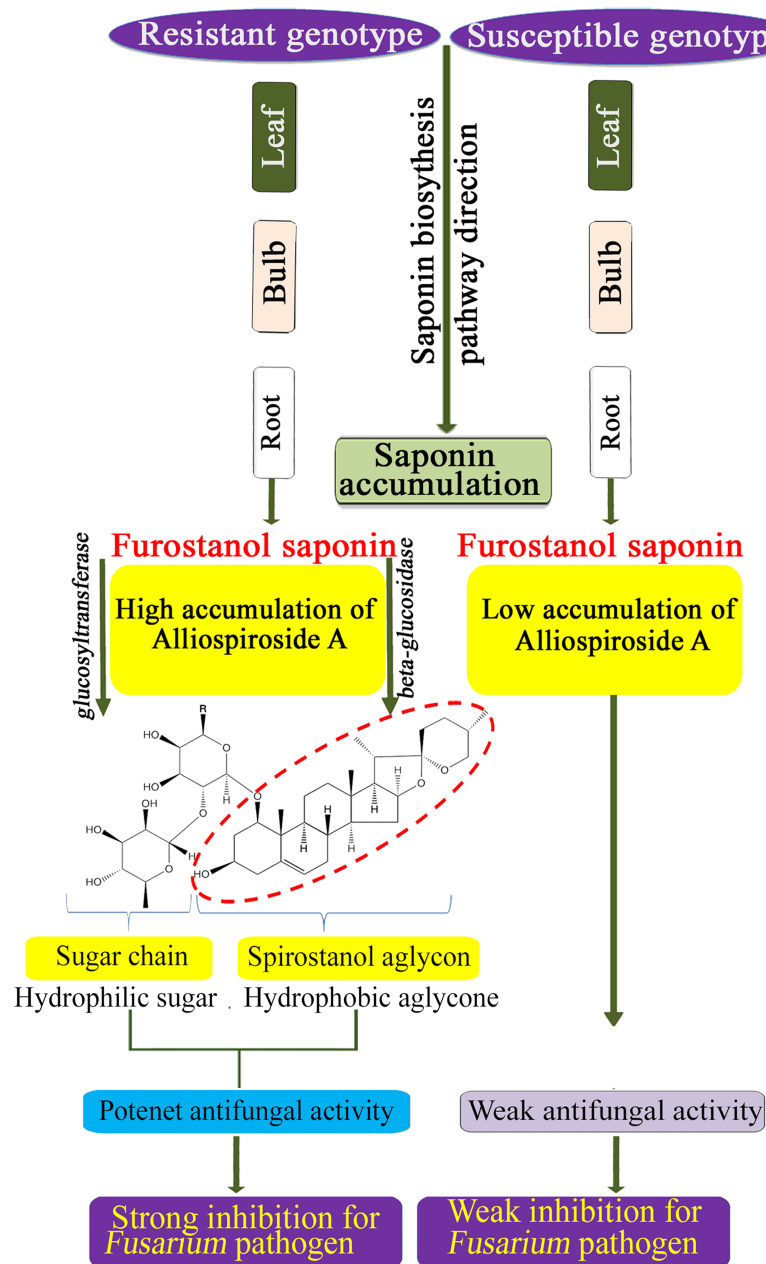 Resistant genotype
Susceptible genotyp
Leaf
Bulb
Root
Saponin biosythesis
pathway direction
Leaf
Bulb
Root
Saponin
accumulation
Furostanol saponin
Furostanol saponin
glucosyltransferase
High accumulation of
Alliospiroside A
beta-glucosidase
Low accumulation of
Alliospiroside A
R
HO
O
HO
H
O
O
OH
HO
HO
O
H
HO
H
H
H
H
H
O
O
Sugar chain
Spirostanol aglycon
Hydrophilic sugar .
Hydrophobic aglycone
Potenet antifungal activity
Weak antifungal activity
Strong inhibition for
Fusarium pathogen
Weak inhibition for
Fusarium pathogen